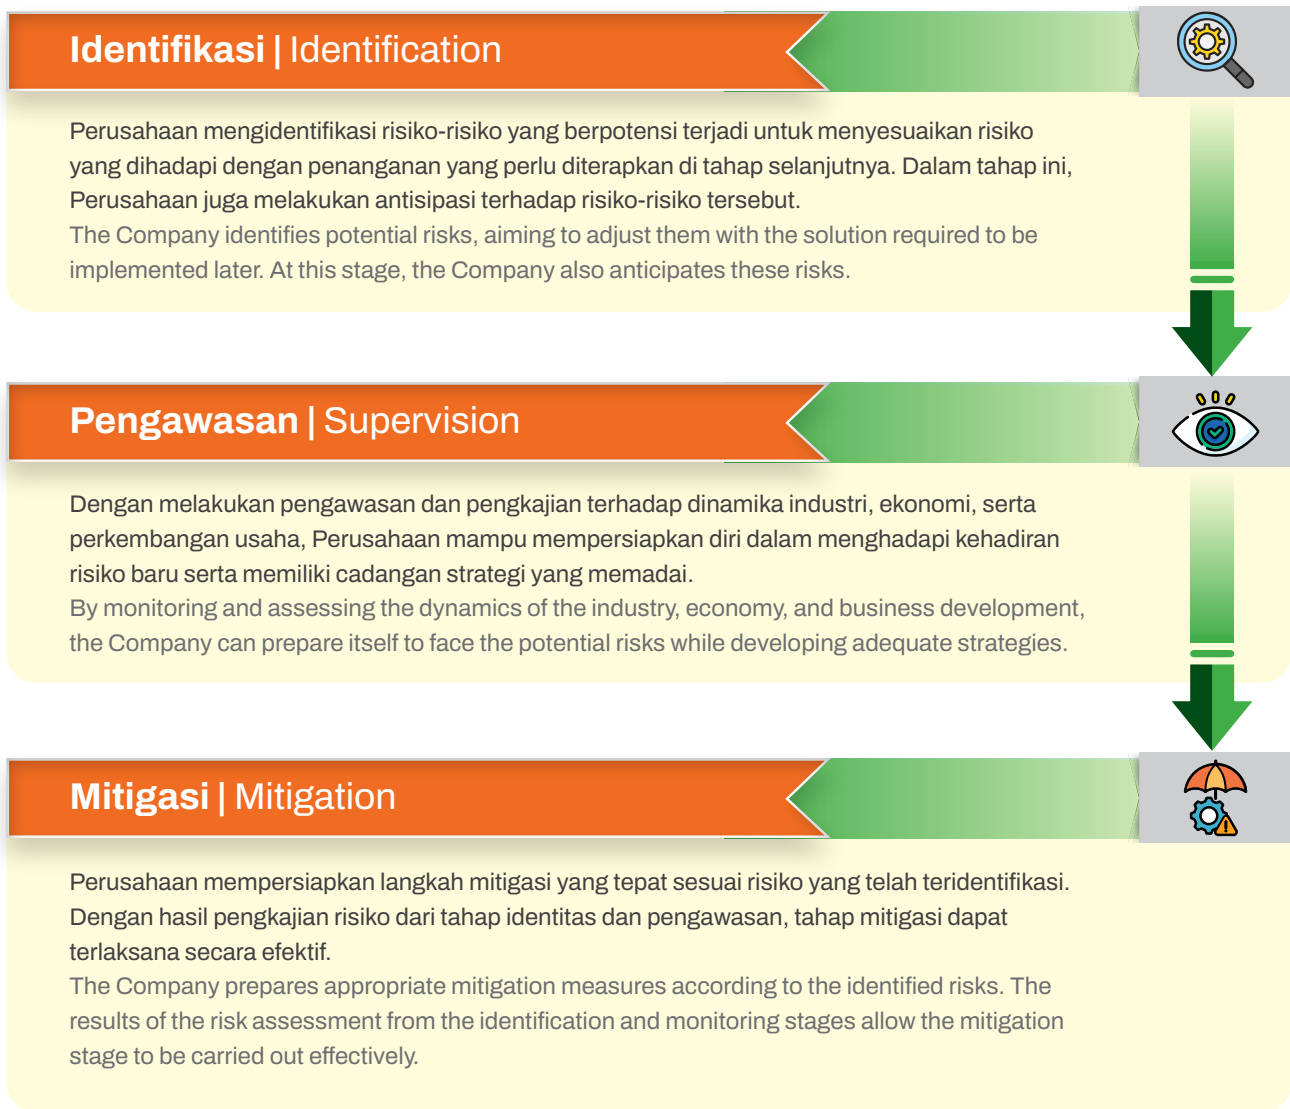 Identifikasi | Identification
Perusahaan mengidentifikasi risiko-risiko yang berpotensi terjadi untuk menyesuaikan risiko
yang dihadapi dengan penanganan yang perlu diterapkan di tahap selanjutnya. Dalam tahap ini,
Perusahaan juga melakukan antisipasi terhadap risiko-risiko tersebut.
The Company identifies potential risks, aiming to adjust them with the solution required to be
implemented later. At this stage, the Company also anticipates these risks.
Pengawasan | Supervision
Dengan melakukan pengawasan dan pengkajian terhadap dinamika industri, ekonomi, serta
perkembangan usaha, Perusahaan mampu mempersiapkan diri dalam menghadapi kehadiran
risiko baru serta memiliki cadangan strategi yang memadai.
By monitoring and assessing the dynamics of the industry, economy, and business development,
the Company can prepare itself to face the potential risks while developing adequate strategies.
Mitigasi | Mitigation
Perusahaan mempersiapkan langkah mitigasi yang tepat sesuai risiko yang telah teridentifikasi.
Dengan hasil pengkajian risiko dari tahap identitas dan pengawasan, tahap mitigasi dapat
terlaksana secara efektif.
The Company prepares appropriate mitigation measures according to the identified risks. The
results of the risk assessment from the identification and monitoring stages allow the mitigation
stage to be carried out effectively.